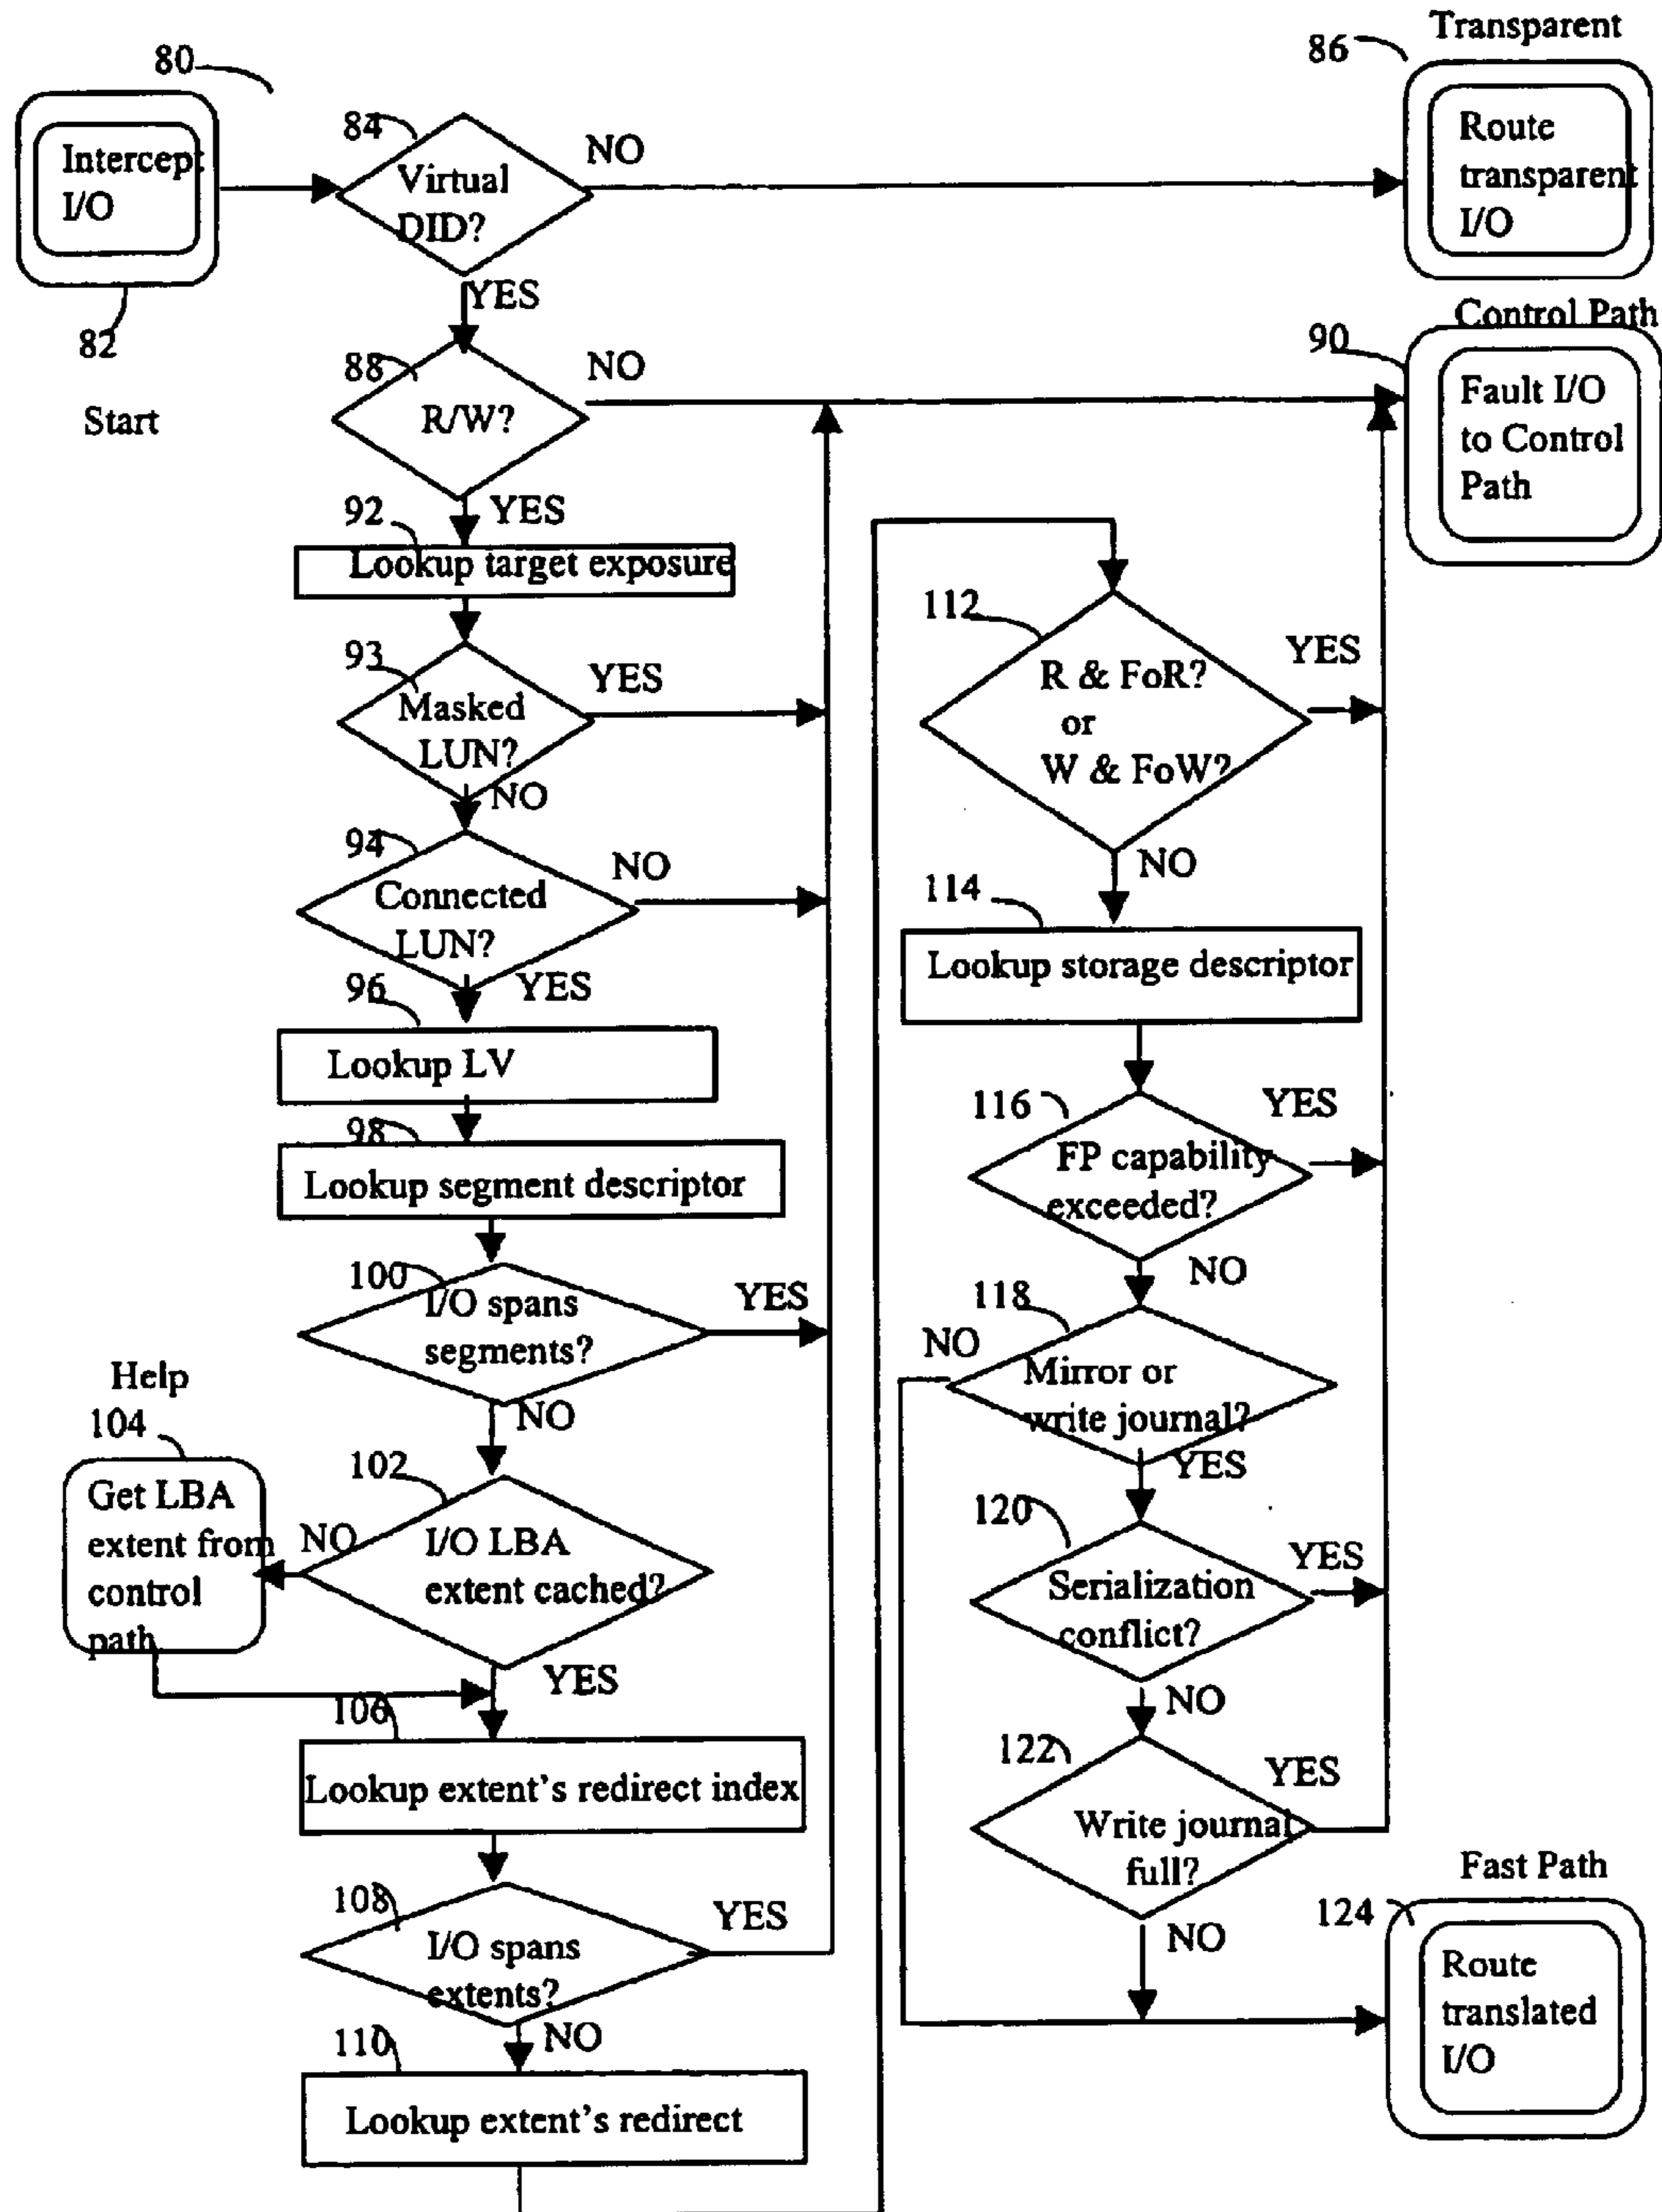 80
Intercept
I/O
82
Start
84
Virtual
DID?
NO
YES
Transparent
86
Route
transparent
I/O
88
R/W?
NO
YES
Control Path
90
Fault I/O
to Control
Path
92
Lookup target exposure
93
Masked
LUN?
YES
NO
94
Connected
LUN?
NO
YES
96
Lookup LV
98
Lookup segment descriptor
100
I/O spans
segments?
YES
NO
Help
104
Get LBA
extent from
control
path
102
I/O LBA
extent cached?
NO
YES
106
Lookup extent's redirect index
108
I/O spans
extents?
YES
NO
110
Lookup extent's redirect
112
R & FoR?
or
W & FoW?
YES
NO
114
Lookup storage descriptor
116
FP capability
exceeded?
YES
NO
118
Mirror or
write journal?
NO
YES
120
Serialization
conflict?
YES
NO
122
Write journal
full?
YES
NO
Fast Path
124
Route
translated
I/O